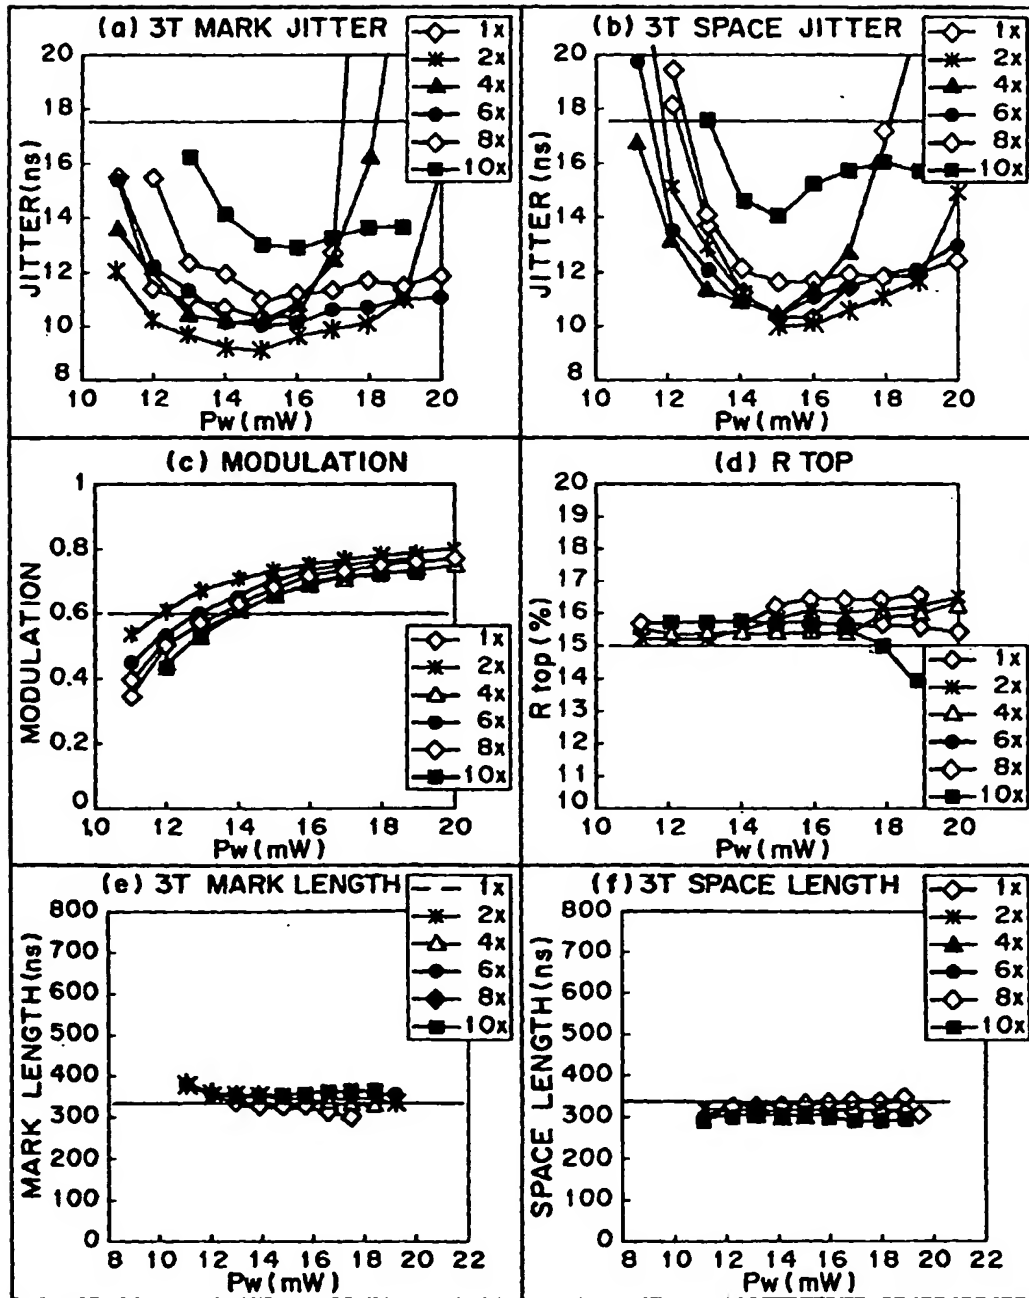 (a) 3T MARK JITTER
JITTER(ns)
20
18
16
14
12
10
8
10 12 14 16 18 20
Pw(mW)
1x
2x
4x
6x
8x
10x
(b) 3T SPACE JITTER
JITTER(ns)
20
18
16
14
12
10
8
10 12 14 16 18 20
Pw(mW)
1x
2x
4x
6x
8x
10x
(c) MODULATION
MODULATION
1
0.8
0.6
0.4
0.2
0
10 12 14 16 18 20
Pw(mW)
1x
2x
4x
6x
8x
10x
(d) R TOP
Rtop(%)
20
19
18
17
16
15
14
13
12
11
10
10 12 14 16 18 20
Pw(mW)
1x
2x
4x
6x
8x
10x
(e) 3T MARK LENGTH
MARK LENGTH(ns)
800
700
600
500
400
300
200
100
0
8 10 12 14 16 18 20 22
Pw(mW)
1x
2x
4x
6x
8x
10x
(f) 3T SPACE LENGTH
SPACE LENGTH(ns)
800
700
600
500
400
300
200
100
0
8 10 12 14 16 18 20 22
Pw(mW)
1x
2x
4x
6x
8x
10x